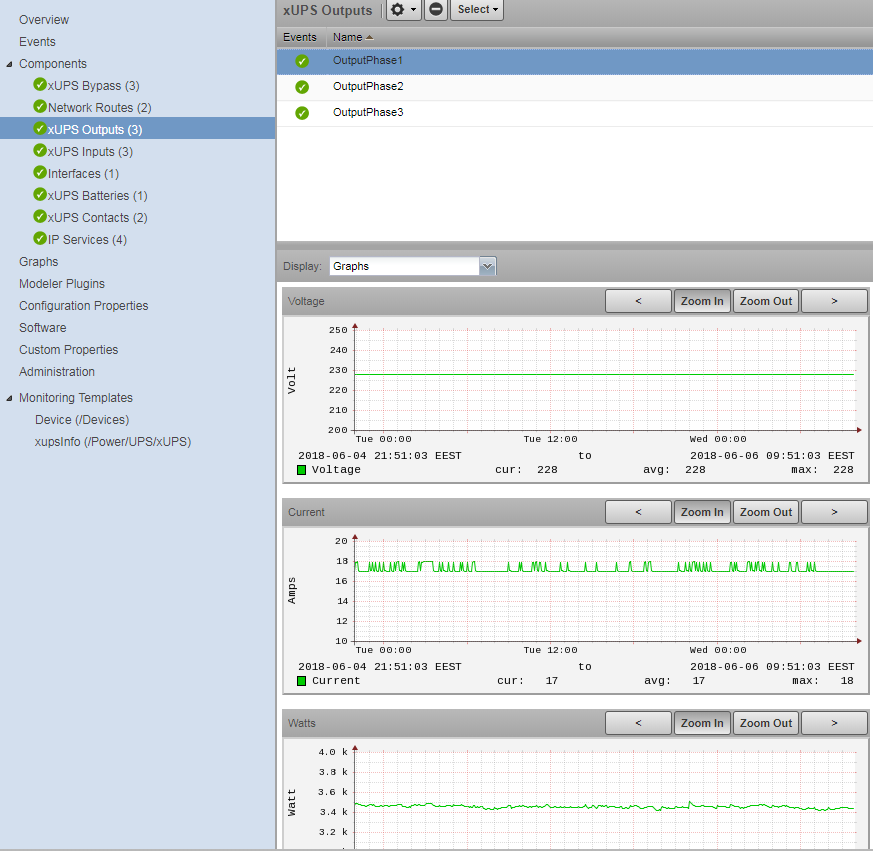 Overview
Events
Components
xUPS Bypass (3)
Network Routes (2)
xUPS Outputs (3)
xUPS Inputs (3)
Interfaces (1)
xUPS Batteries (1)
xUPS Contacts (2)
IP Services (4)
Graphs
Modeler Plugins
Configuration Properties
Software
Custom Properties
Administration
Monitoring Templates
Device (/Devices)
xupsInfo (/Power/UPS/xUPS)
xUPS Outputs Select
Events Name
OutputPhase1
OutputPhase2
OutputPhase3
Display: Graphs
Voltage < Zoom In Zoom Out >
250
240
230
220
210
200
Volt
Tue 00:00 Tue 12:00 Wed 00:00
2018-06-04 21:51:03 EEST to 2018-06-06 09:51:03 EEST
Voltage cur: 228 avg: 228 max: 228
Current < Zoom In Zoom Out >
20
18
16
14
12
10
Amps
Tue 00:00 Tue 12:00 Wed 00:00
2018-06-04 21:51:03 EEST to 2018-06-06 09:51:03 EEST
Current cur: 17 avg: 17 max: 18
Watts < Zoom In Zoom Out >
4.0 k
3.8 k
3.6 k
3.4 k
3.2 k
Watt